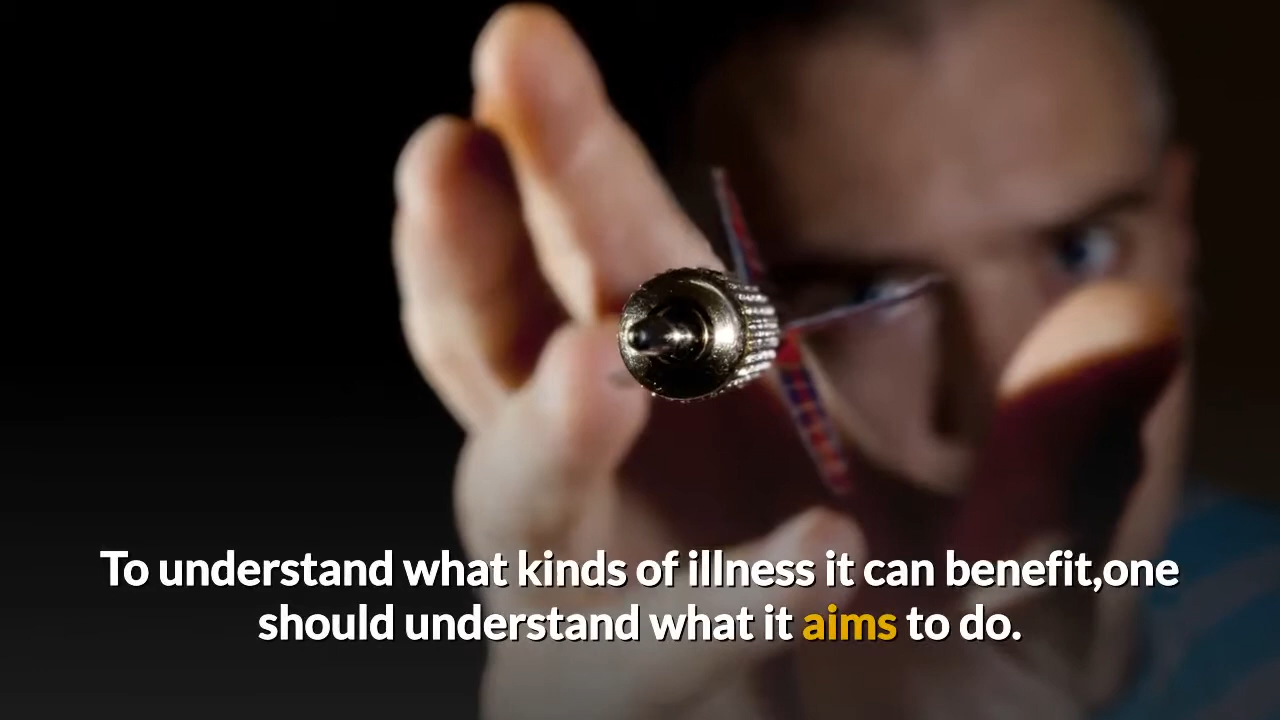 To understand what kinds of illness it can benefit,one
should understand what it aims to do.